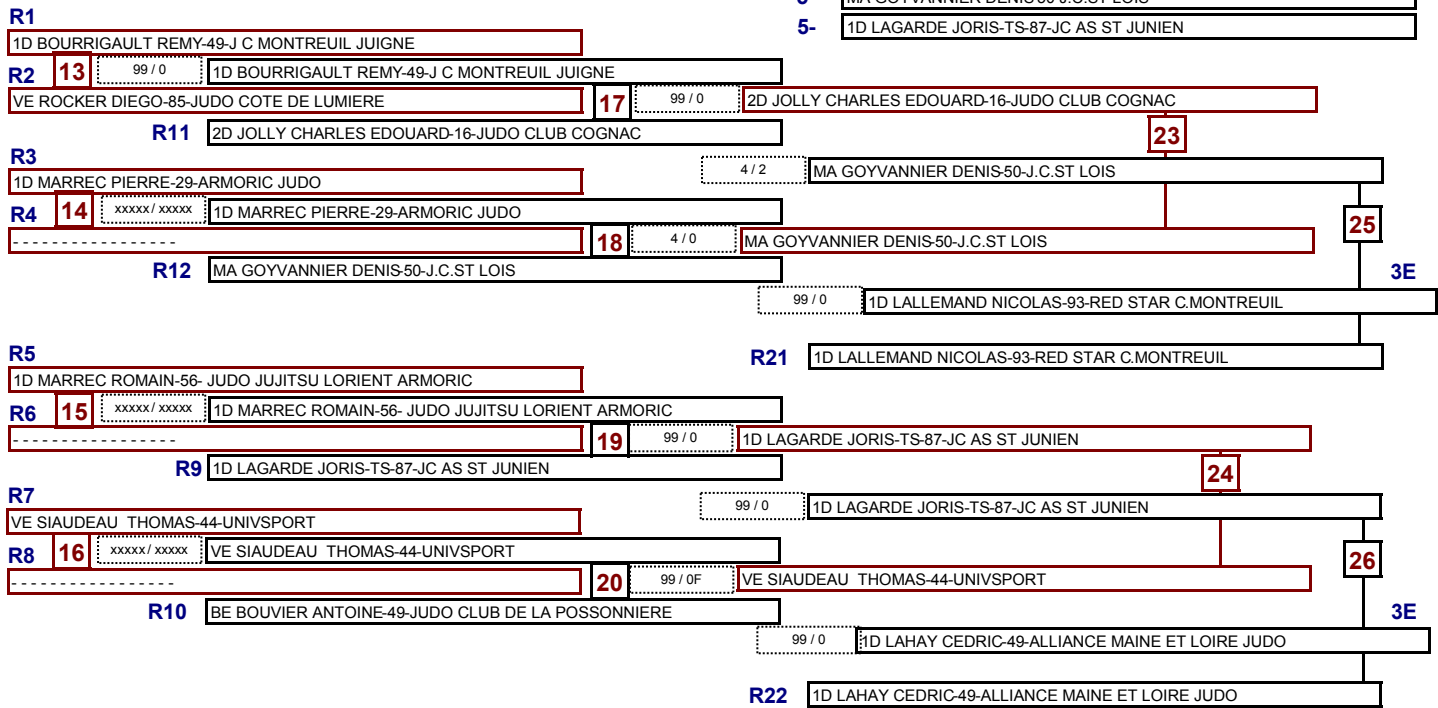 MA GOYVANNIER DENIS-50-J.C.ST LOIS
R1
5- 1D LAGARDE JORIS-TS-87-JC AS ST JUNIEN
1D BOURRIGAULT REMY-49-J C MONTREUIL JUIGNE
R2 13 99 / 0 1D BOURRIGAULT REMY-49-J C MONTREUIL JUIGNE
VE ROCKER DIEGO-85-JUDO COTE DE LUMIERE 17 99 / 0 2D JOLLY CHARLES EDOUARD-16-JUDO CLUB COGNAC
R11 2D JOLLY CHARLES EDOUARD-16-JUDO CLUB COGNAC 23
R3
4 / 2 MA GOYVANNIER DENIS-50-J.C.ST LOIS
1D MARREC PIERRE-29-ARMORIC JUDO
R4 14 xxxxx / xxxxx 1D MARREC PIERRE-29-ARMORIC JUDO 25
- - - - - - - - - - - - - - - - - 18 4 / 0 MA GOYVANNIER DENIS-50-J.C.ST LOIS
R12 MA GOYVANNIER DENIS-50-J.C.ST LOIS 3E
99 / 0 1D LALLEMAND NICOLAS-93-RED STAR C.MONTREUIL
R5
R21 1D LALLEMAND NICOLAS-93-RED STAR C.MONTREUIL
1D MARREC ROMAIN-56- JUDO JUJITSU LORIENT ARMORIC
R6 15 xxxxx / xxxxx 1D MARREC ROMAIN-56- JUDO JUJITSU LORIENT ARMORIC
- - - - - - - - - - - - - - - - - 19 99 / 0 1D LAGARDE JORIS-TS-87-JC AS ST JUNIEN
R9 1D LAGARDE JORIS-TS-87-JC AS ST JUNIEN 24
R7
99 / 0 1D LAGARDE JORIS-TS-87-JC AS ST JUNIEN
VE SIAUDEAU THOMAS-44-UNIVSPORT
R8 16 xxxxx / xxxxx VE SIAUDEAU THOMAS-44-UNIVSPORT 26
- - - - - - - - - - - - - - - - - 20 99 / 0F VE SIAUDEAU THOMAS-44-UNIVSPORT
R10 BE BOUVIER ANTOINE-49-JUDO CLUB DE LA POSSONNIERE 3E
99 / 0 1D LAHAY CEDRIC-49-ALLIANCE MAINE ET LOIRE JUDO
R22 1D LAHAY CEDRIC-49-ALLIANCE MAINE ET LOIRE JUDO